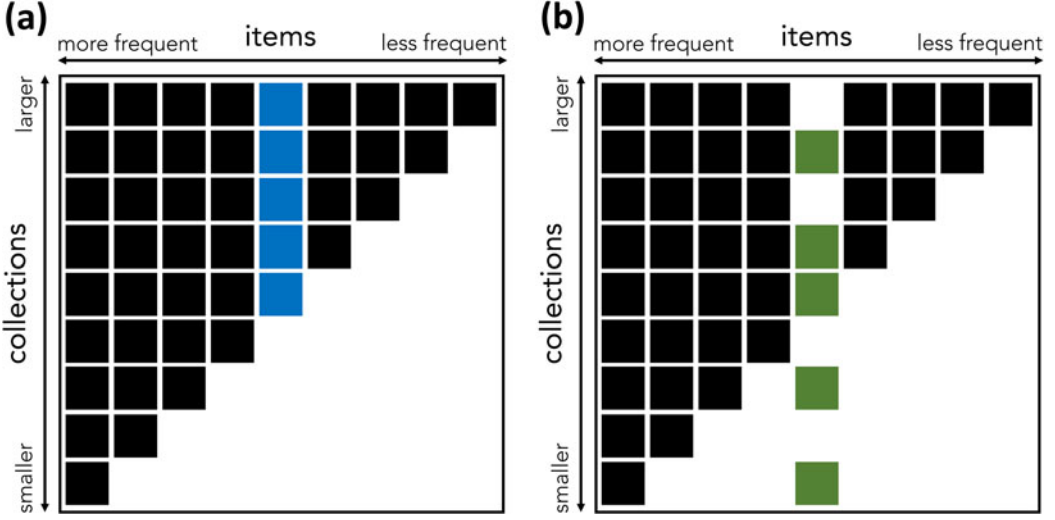 (a)
items
more frequent
less frequent
larger
collections
smaller
(b)
items
more frequent
less frequent
larger
collections
smaller